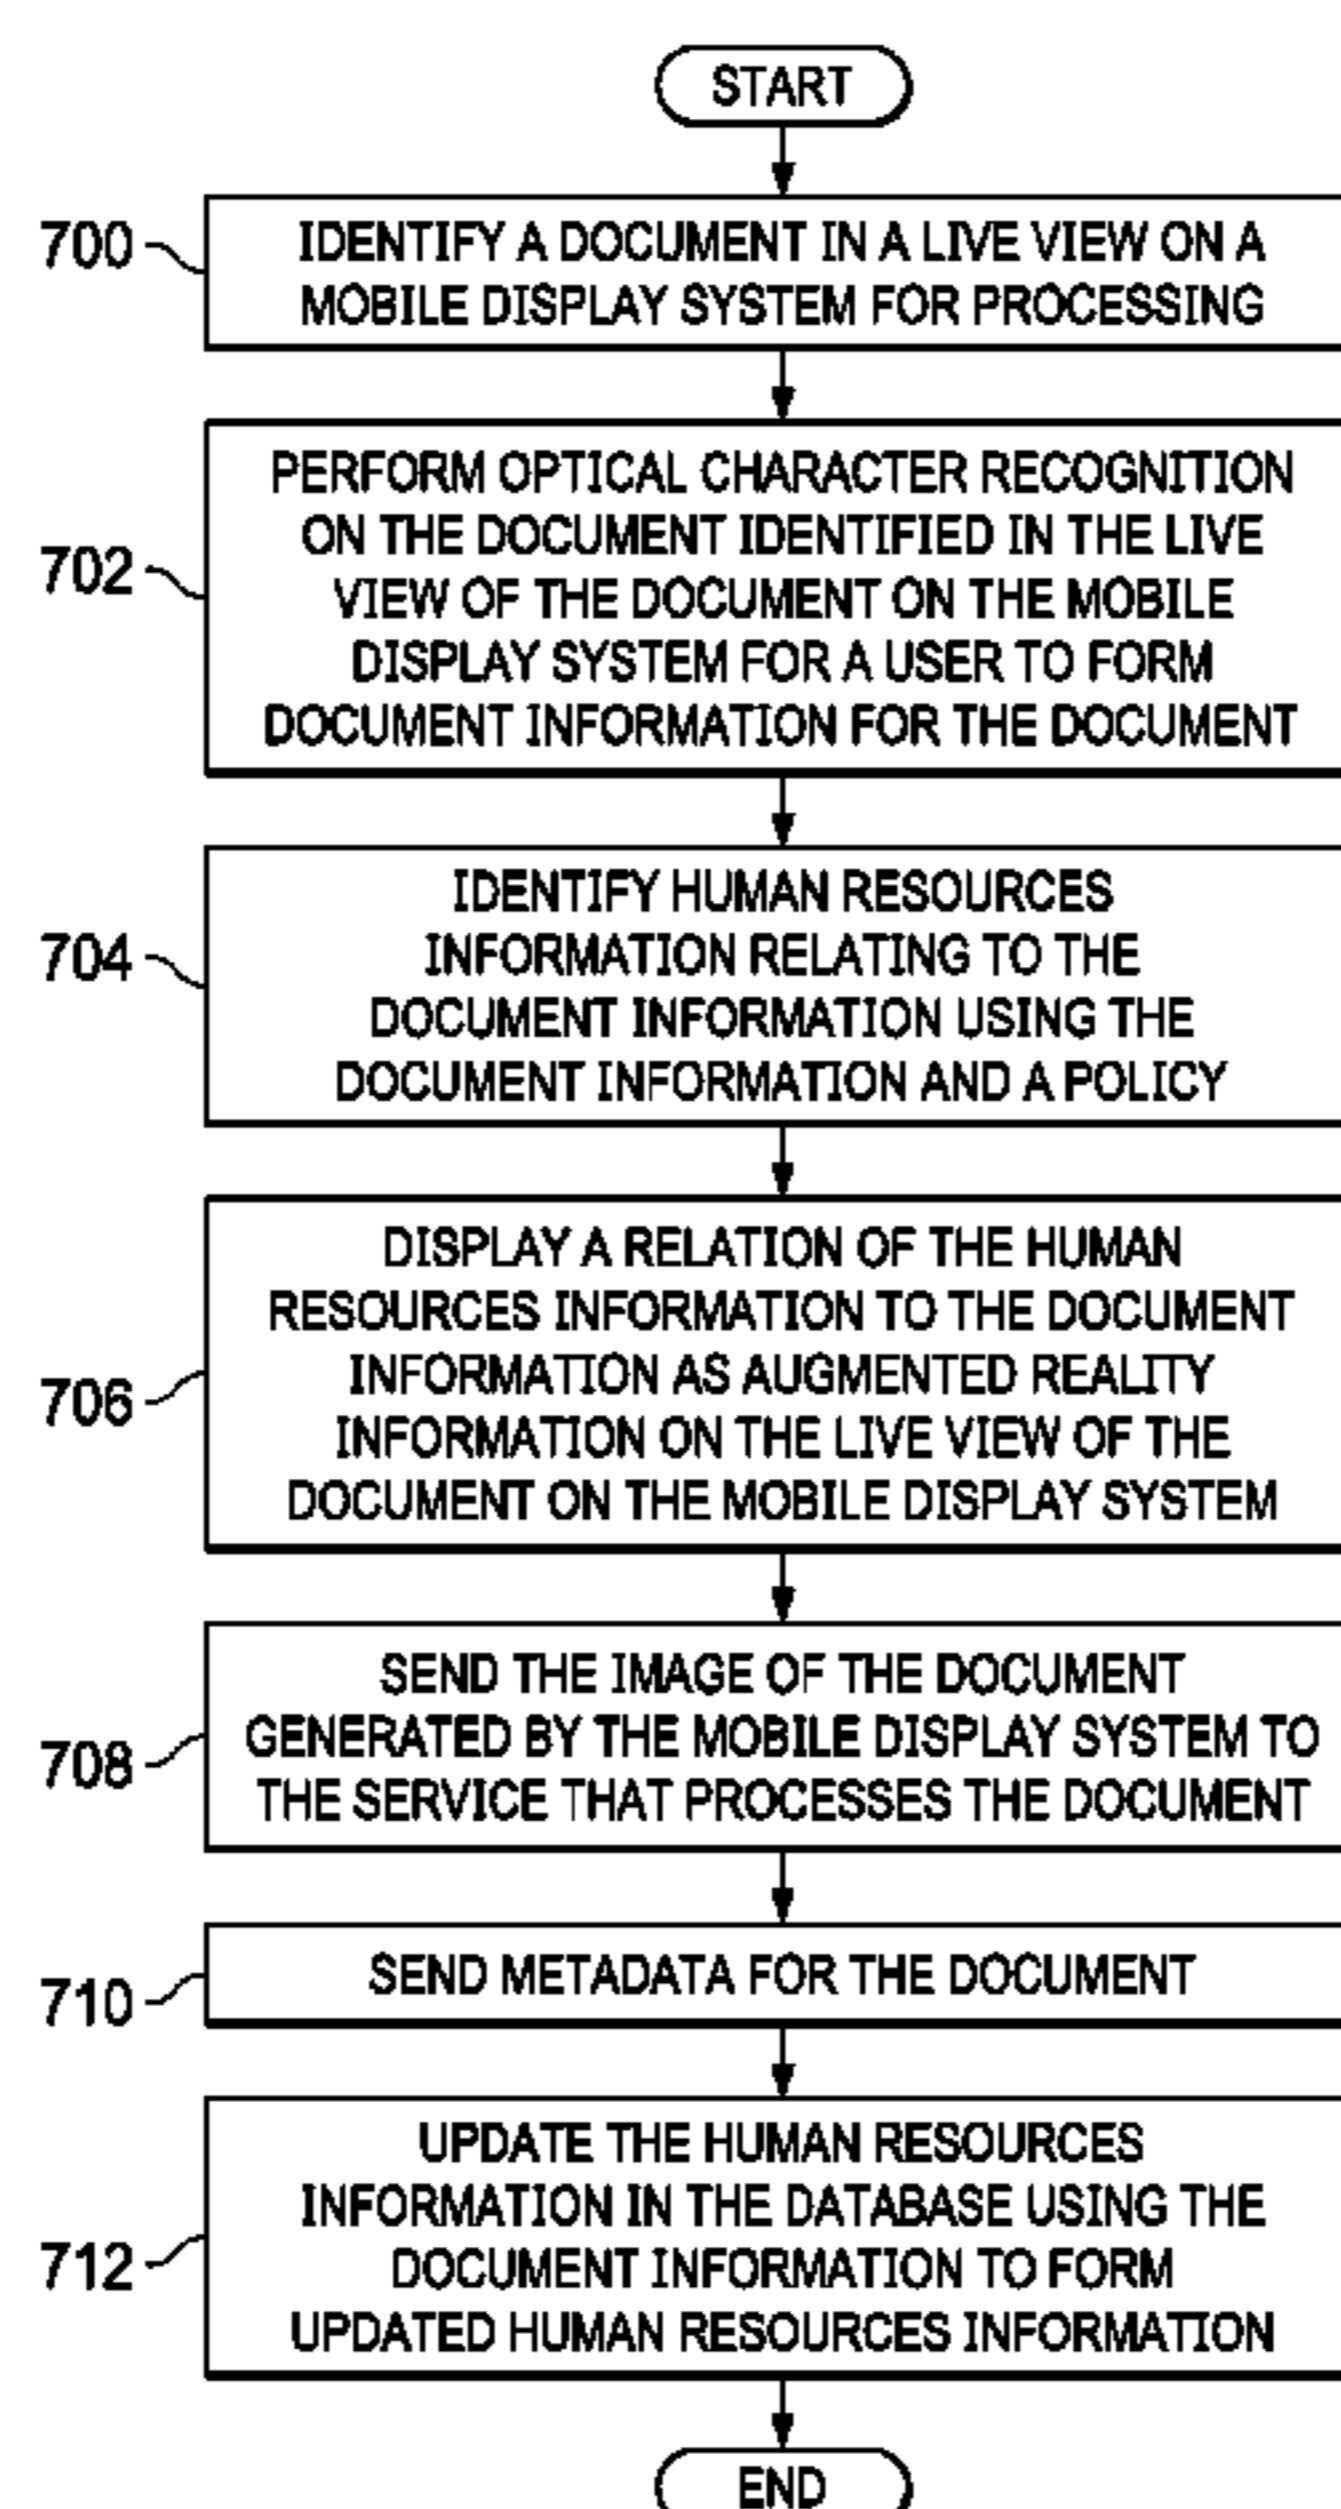 START
700
IDENTIFY A DOCUMENT IN A LIVE VIEW ON A
MOBILE DISPLAY SYSTEM FOR PROCESSING
702
PERFORM OPTICAL CHARACTER RECOGNITION
ON THE DOCUMENT IDENTIFIED IN THE LIVE
VIEW OF THE DOCUMENT ON THE MOBILE
DISPLAY SYSTEM FOR A USER TO FORM
DOCUMENT INFORMATION FOR THE DOCUMENT
704
IDENTIFY HUMAN RESOURCES
INFORMATION RELATING TO THE
DOCUMENT INFORMATION USING THE
DOCUMENT INFORMATION AND A POLICY
706
DISPLAY A RELATION OF THE HUMAN
RESOURCES INFORMATION TO THE DOCUMENT
INFORMATION AS AUGMENTED REALITY
INFORMATION ON THE LIVE VIEW OF THE
DOCUMENT ON THE MOBILE DISPLAY SYSTEM
708
SEND THE IMAGE OF THE DOCUMENT
GENERATED BY THE MOBILE DISPLAY SYSTEM TO
THE SERVICE THAT PROCESSES THE DOCUMENT
710
SEND METADATA FOR THE DOCUMENT
712
UPDATE THE HUMAN RESOURCES
INFORMATION IN THE DATABASE USING THE
DOCUMENT INFORMATION TO FORM
UPDATED HUMAN RESOURCES INFORMATION
END